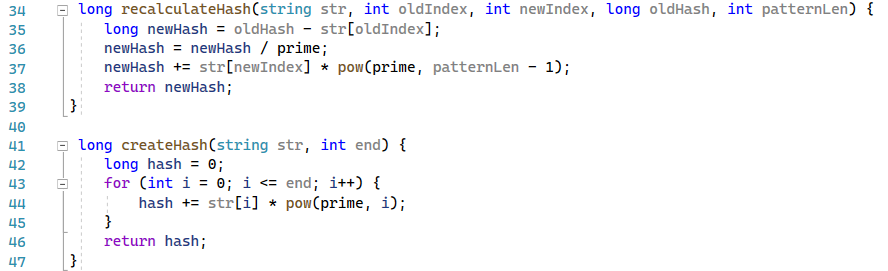 34 long recalculateHash(string str, int oldIndex, int newIndex, long oldHash, int patternLen) {
35 long newHash = oldHash - str[oldIndex];
36 newHash = newHash / prime;
37 newHash += str[newIndex] * pow(prime, patternLen - 1);
38 return newHash;
39 }
40
41 long createHash(string str, int end) {
42 long hash = 0;
43 for (int i = 0; i <= end; i++) {
44 hash += str[i] * pow(prime, i);
45 }
46 return hash;
47 }